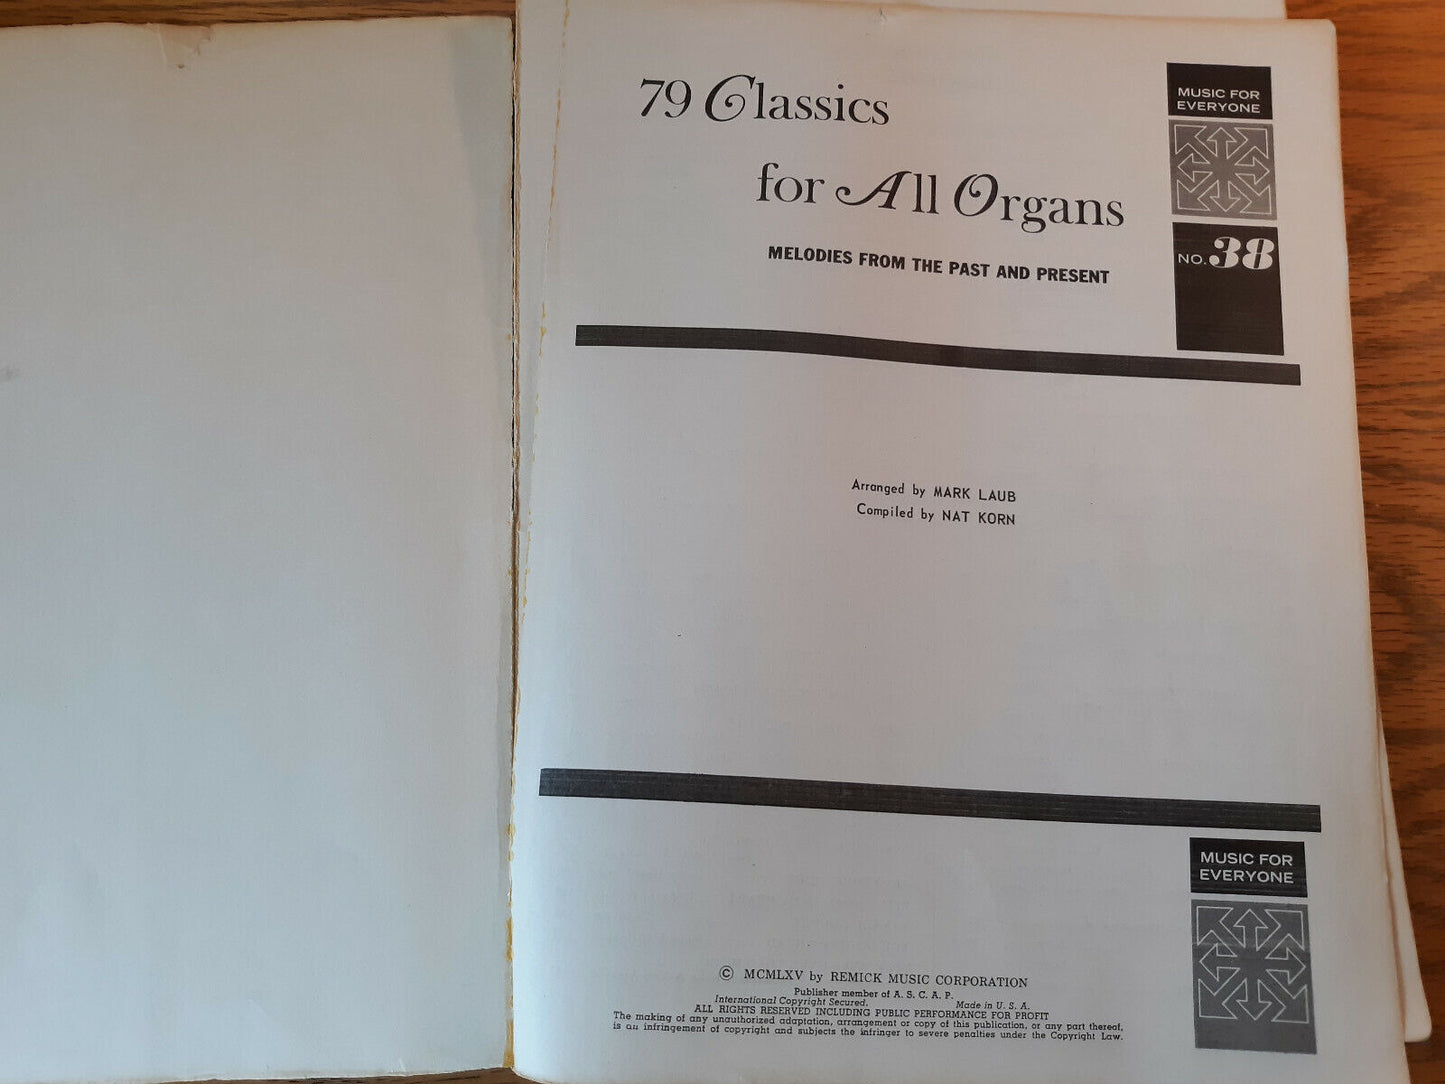 79 Classics
for All Organs
MELODIES FROM THE PAST AND PRESENT
MUSIC FOR
EVERYONE
NO. 38
Arranged by MARK LAUB
Compiled by NAT KORN
MUSIC FOR
EVERYONE
© MCMLXV by REMICK MUSIC CORPORATION
Publisher member of A. S. C. A. P.
International Copyright Secured. Made in U. S. A.
ALL RIGHTS RESERVED INCLUDING PUBLIC PERFORMANCE FOR PROFIT
The making of any unauthorized adaptation, arrangement or copy of this publication, or any part thereof,
is an infringement of copyright and subjects the infringer to severe penalties under the Copyright Law.